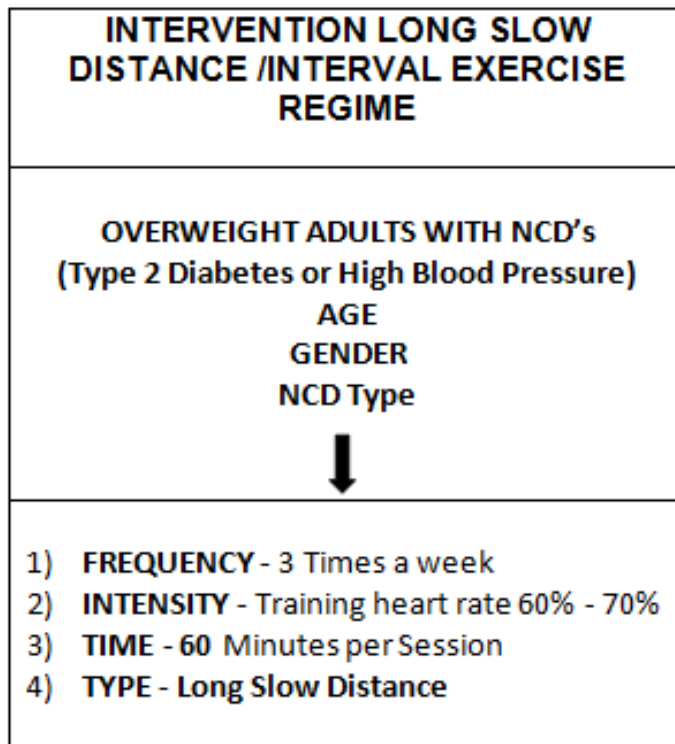 INTERVENTION LONG SLOW
DISTANCE /INTERVAL EXERCISE
REGIME
OVERWEIGHT ADULTS WITH NCD's
(Type 2 Diabetes or High Blood Pressure)
AGE
GENDER
NCD Type
1) FREQUENCY - 3 Times a week
2) INTENSITY - Training heart rate 60% - 70%
3) TIME - 60 Minutes per Session
4) TYPE - Long Slow Distance